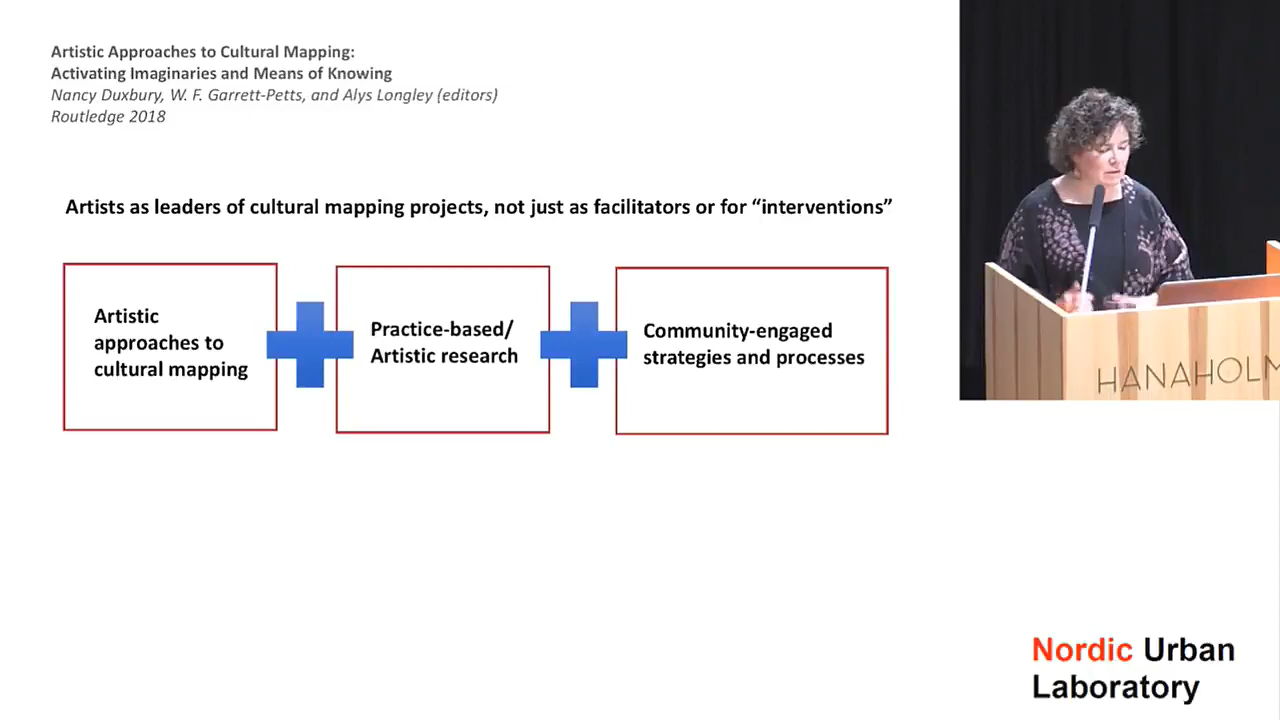 Artistic Approaches to Cultural Mapping:
Activating Imaginaries and Means of Knowing
Nancy Duxbury, W. F. Garrett-Petts, and Alys Longley (editors)
Routledge 2018
Artists as leaders of cultural mapping projects, not just as facilitators or for “interventions”
Artistic
approaches to
cultural mapping
Practice-based/
Artistic research
Community-engaged
strategies and processes
HANAHOLM
Nordic Urban
Laboratory